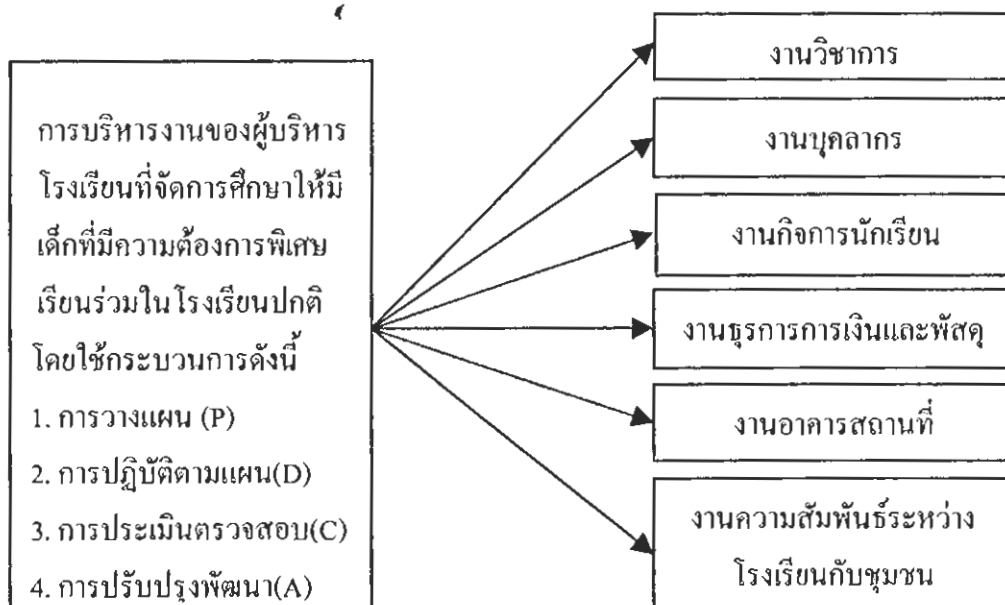 การบริหารงานของผู้บริหาร
โรงเรียนที่จัดการศึกษาให้มี
เด็กที่มีความต้องการพิเศษ
เรียนร่วมในโรงเรียนปกติ
โดยใช้กระบวนการดังนี้
1. การวางแผน (P)
2. การปฏิบัติตามแผน(D)
3. การประเมินตรวจสอบ(C)
4. การปรับปรุงพัฒนา(A)
งานวิชาการ
งานบุคลากร
งานกิจการนักเรียน
งานธุรการการเงินและพัสดุ
งานอาคารสถานที่
งานความสัมพันธ์ระหว่าง
โรงเรียนกับชุมชน